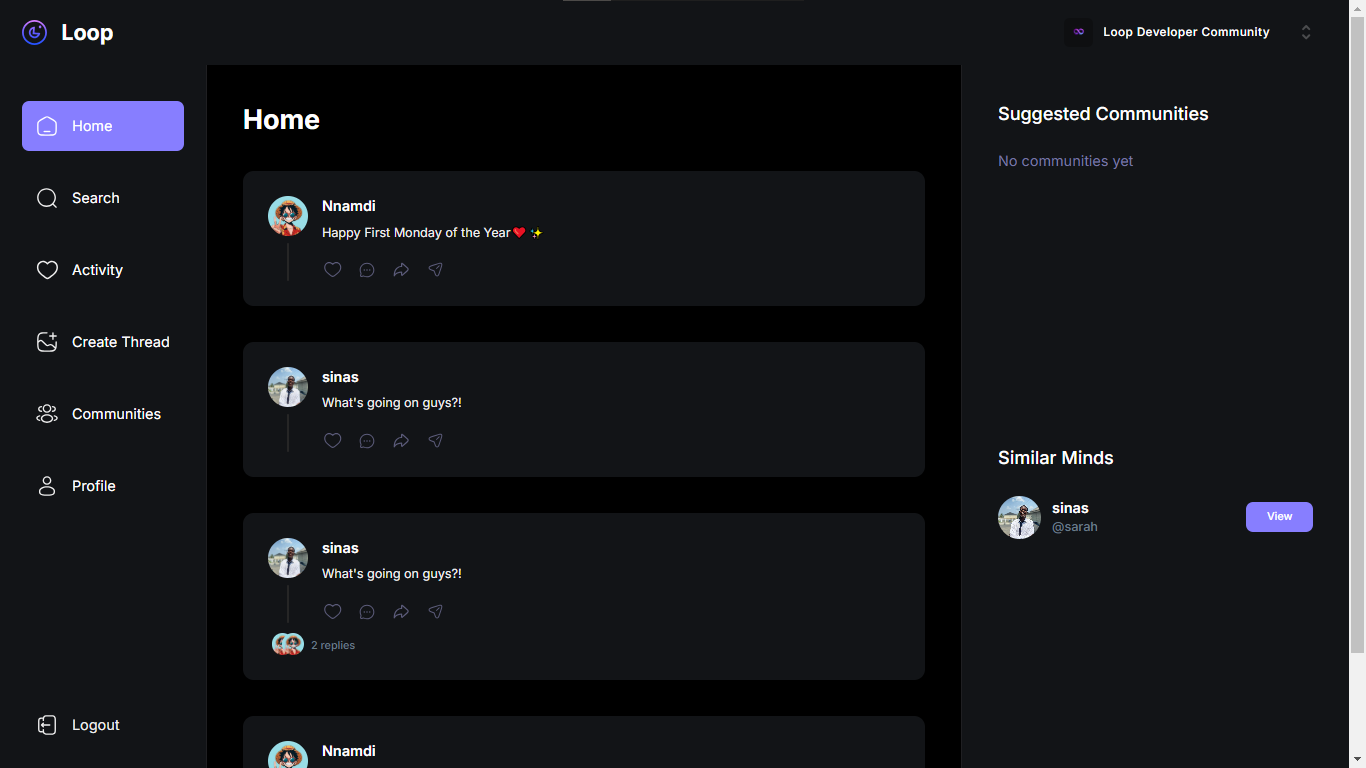 Loop
Loop Developer Community
Home
Search
Activity
Create Thread
Communities
Profile
Logout
Home
Nnamdi
Happy First Monday of the Year❤️ ✨
sinas
What's going on guys?!
sinas
What's going on guys?!
2 replies
Nnamdi
Suggested Communities
No communities yet
Similar Minds
sinas
@sarah
View